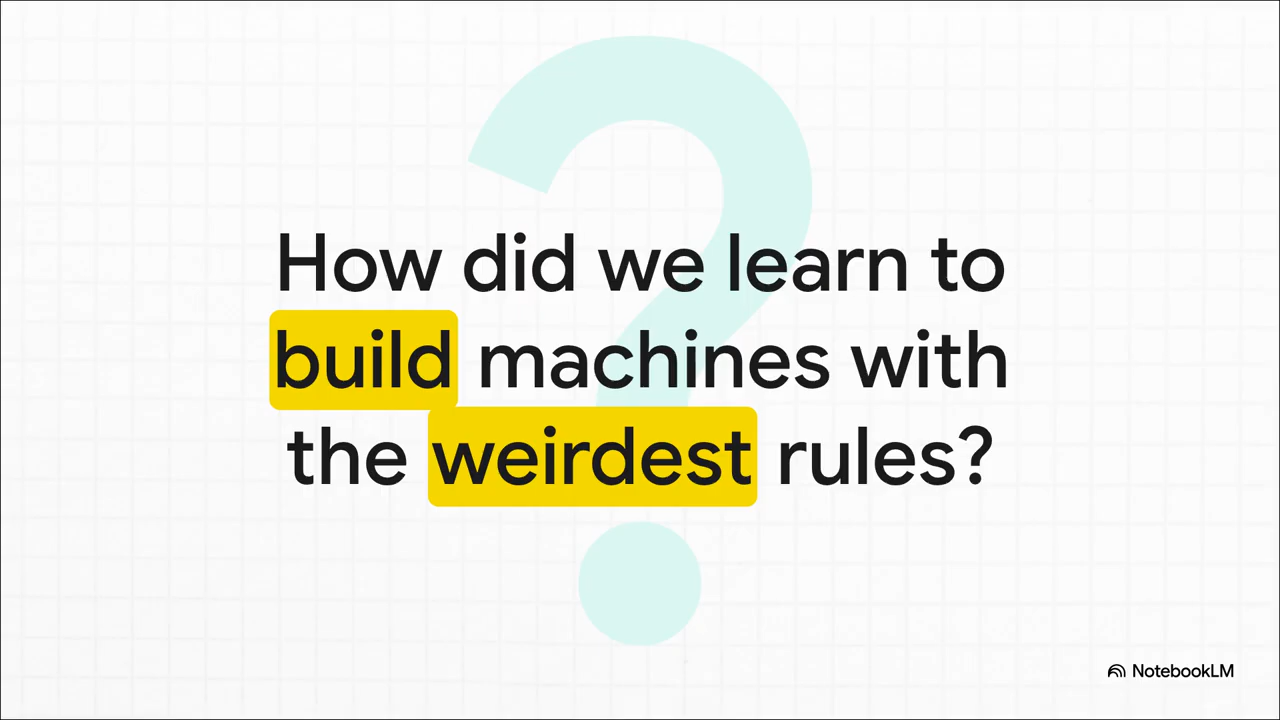 How did we learn to
build machines with
the weirdest rules?
NotebookLM